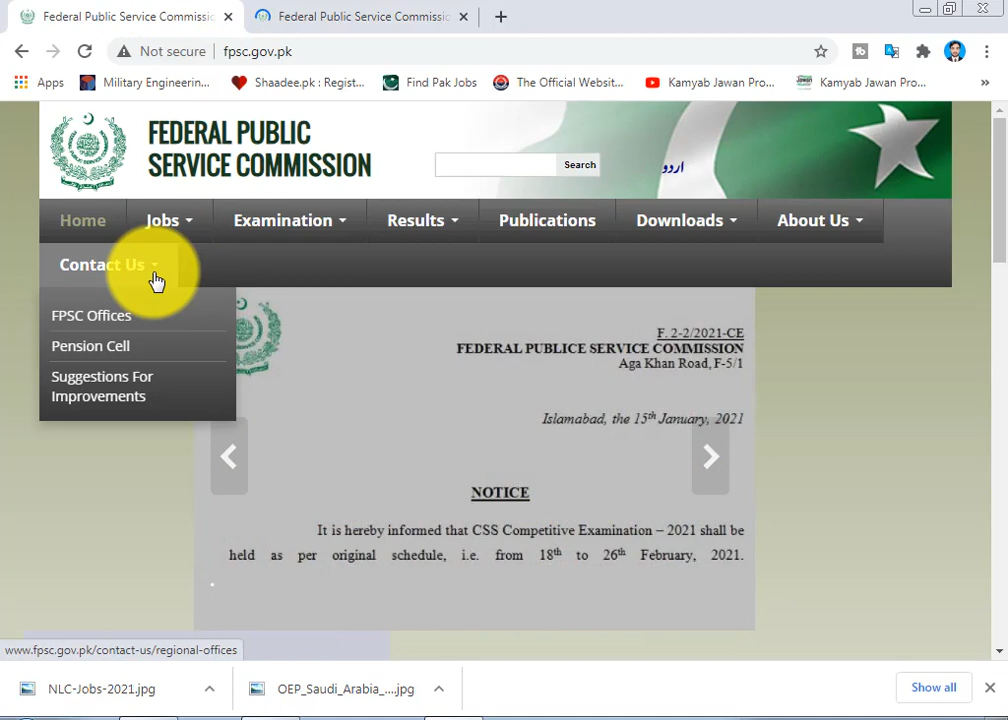 Federal Public Service Commissio
Federal Public Service Commissio
Not secure
fpsc.gov.pk
Apps
Military Engineerin...
Shaadee.pk : Regist...
Find Pak Jobs
The Official Websit...
Kamyab Jawan Pro...
Kamyab Jawan Pro...
»
FEDERAL PUBLIC
SERVICE COMMISSION
Search
اردو
Home
Jobs
Examination
Results
Publications
Downloads
About Us
Contact Us
FPSC Offices
Pension Cell
Suggestions For
Improvements
F. 2-2/2021-CE
FEDERAL PUBLICE SERVICE COMMISSION
Aga Khan Road, F-5/1
Islamabad, the 15th January, 2021
NOTICE
It is hereby informed that CSS Competitive Examination – 2021 shall be
held as per original schedule, i.e. from 18th to 26th February, 2021.
www.fpsc.gov.pk/contact-us/regional-offices
NLC-Jobs-2021.jpg
OEP_Saudi_Arabia_....jpg
Show all